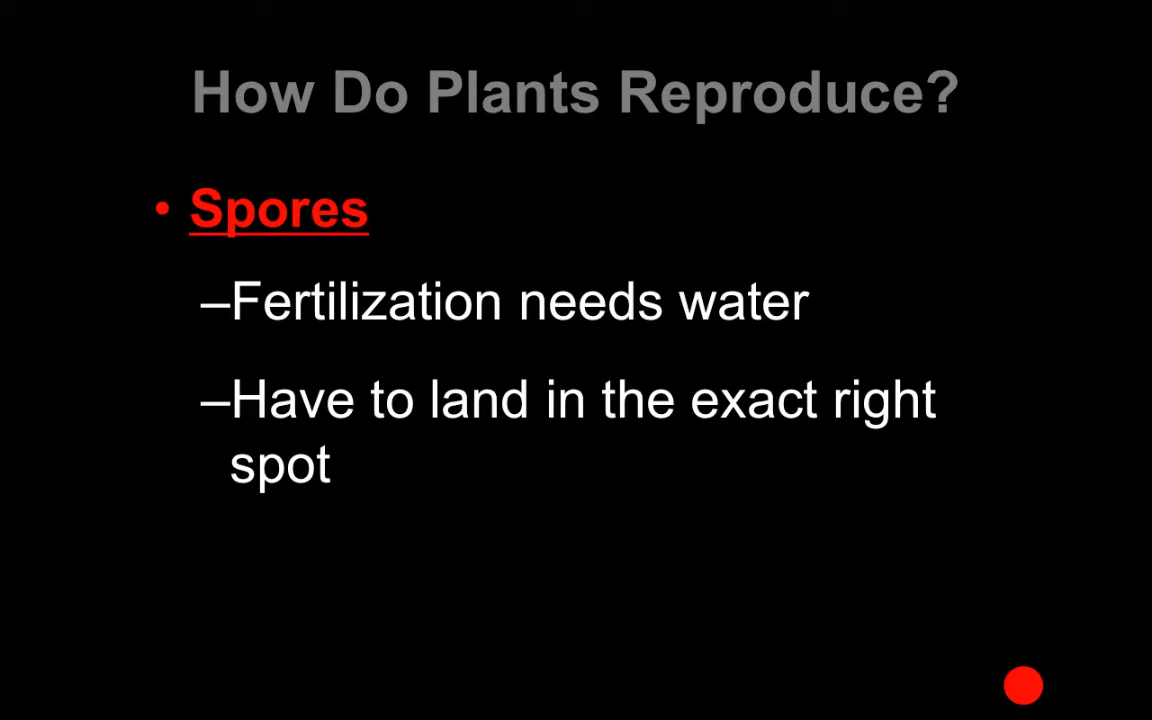 How Do Plants Reproduce?
• Spores
–Fertilization needs water
–Have to land in the exact right
spot